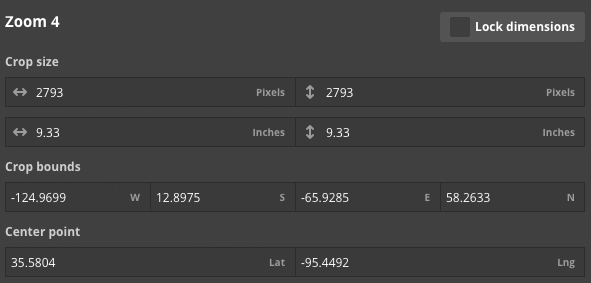 Zoom 4
Lock dimensions
Crop size
2793 Pixels 2793 Pixels
9.33 Inches 9.33 Inches
Crop bounds
-124.9699 W 12.8975 S -65.9285 E 58.2633 N
Center point
35.5804 Lat -95.4492 Lng